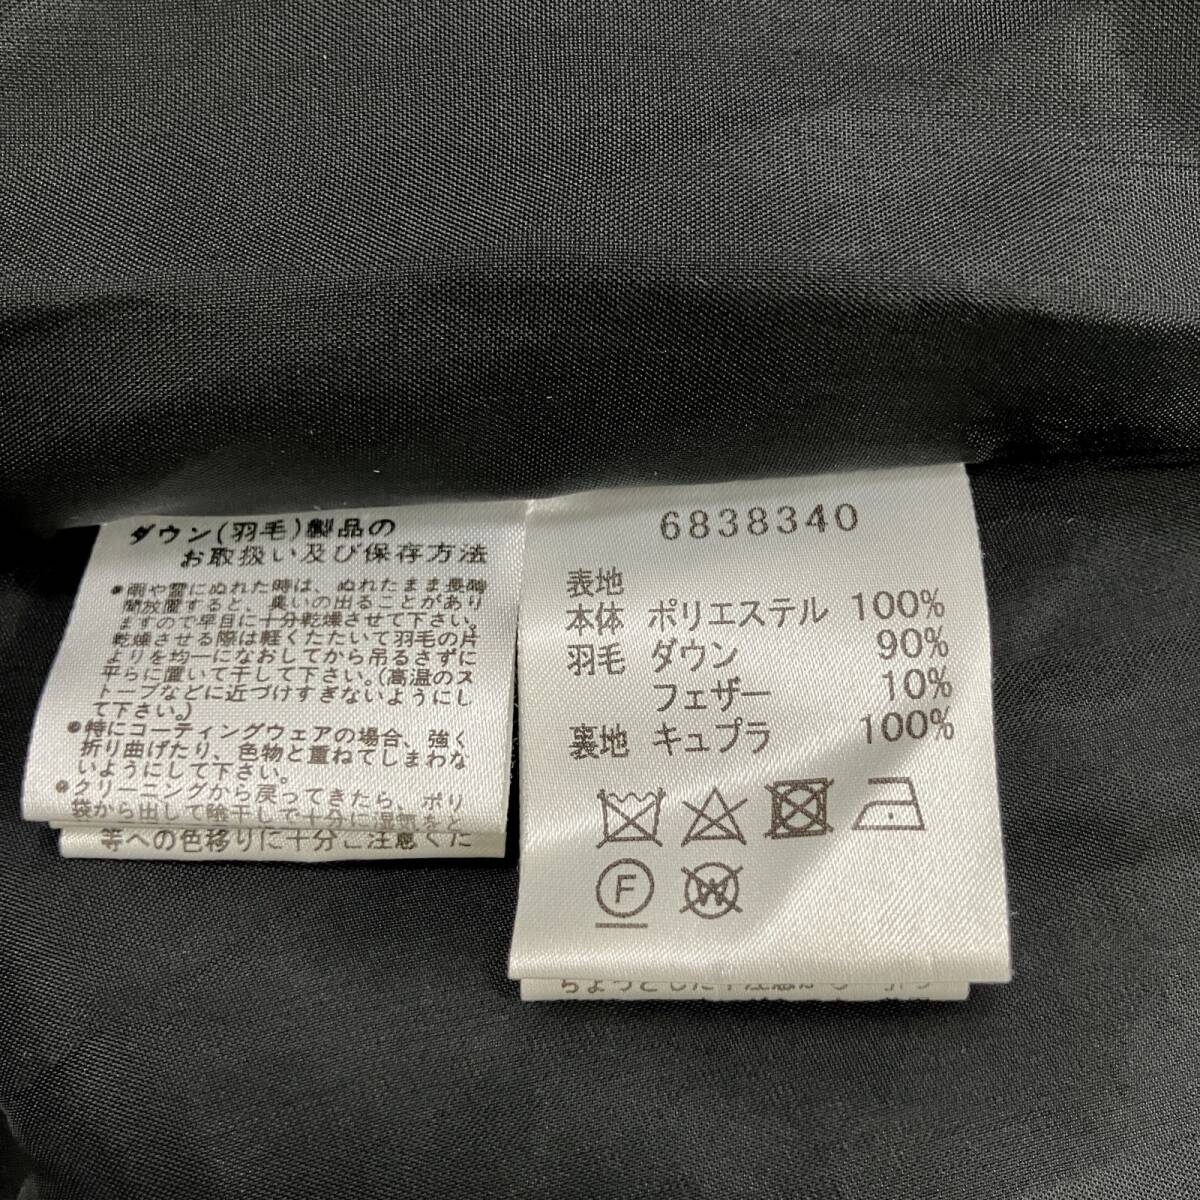 ダウン(羽毛)製品の
お取扱い及び保存方法
●雨や雪にぬれた時は、ぬれたまま長時
間放置すると、臭いの出ることがあり
ますので早目に十分乾燥させて下さい。
乾燥させる際は軽くたたいて羽毛の片
よりを均一になおしてから吊るさずに
平らに置いて干して下さい。(高温のス
トーブなどに近づけすぎないようにし
て下さい。)
●特にコーティングウェアの場合、強く
折り曲げたり、色物と重ねてしまわな
いようにして下さい。
●クリーニングから戻ってきたら、ポリ
袋から出して陰干しで十分に湿気をと
等への色移りに十分ご注意くだ
6838340
表地
本体 ポリエステル 100%
羽毛 ダウン 90%
フェザー 10%
裏地 キュプラ 100%
F
W
ちょっとした